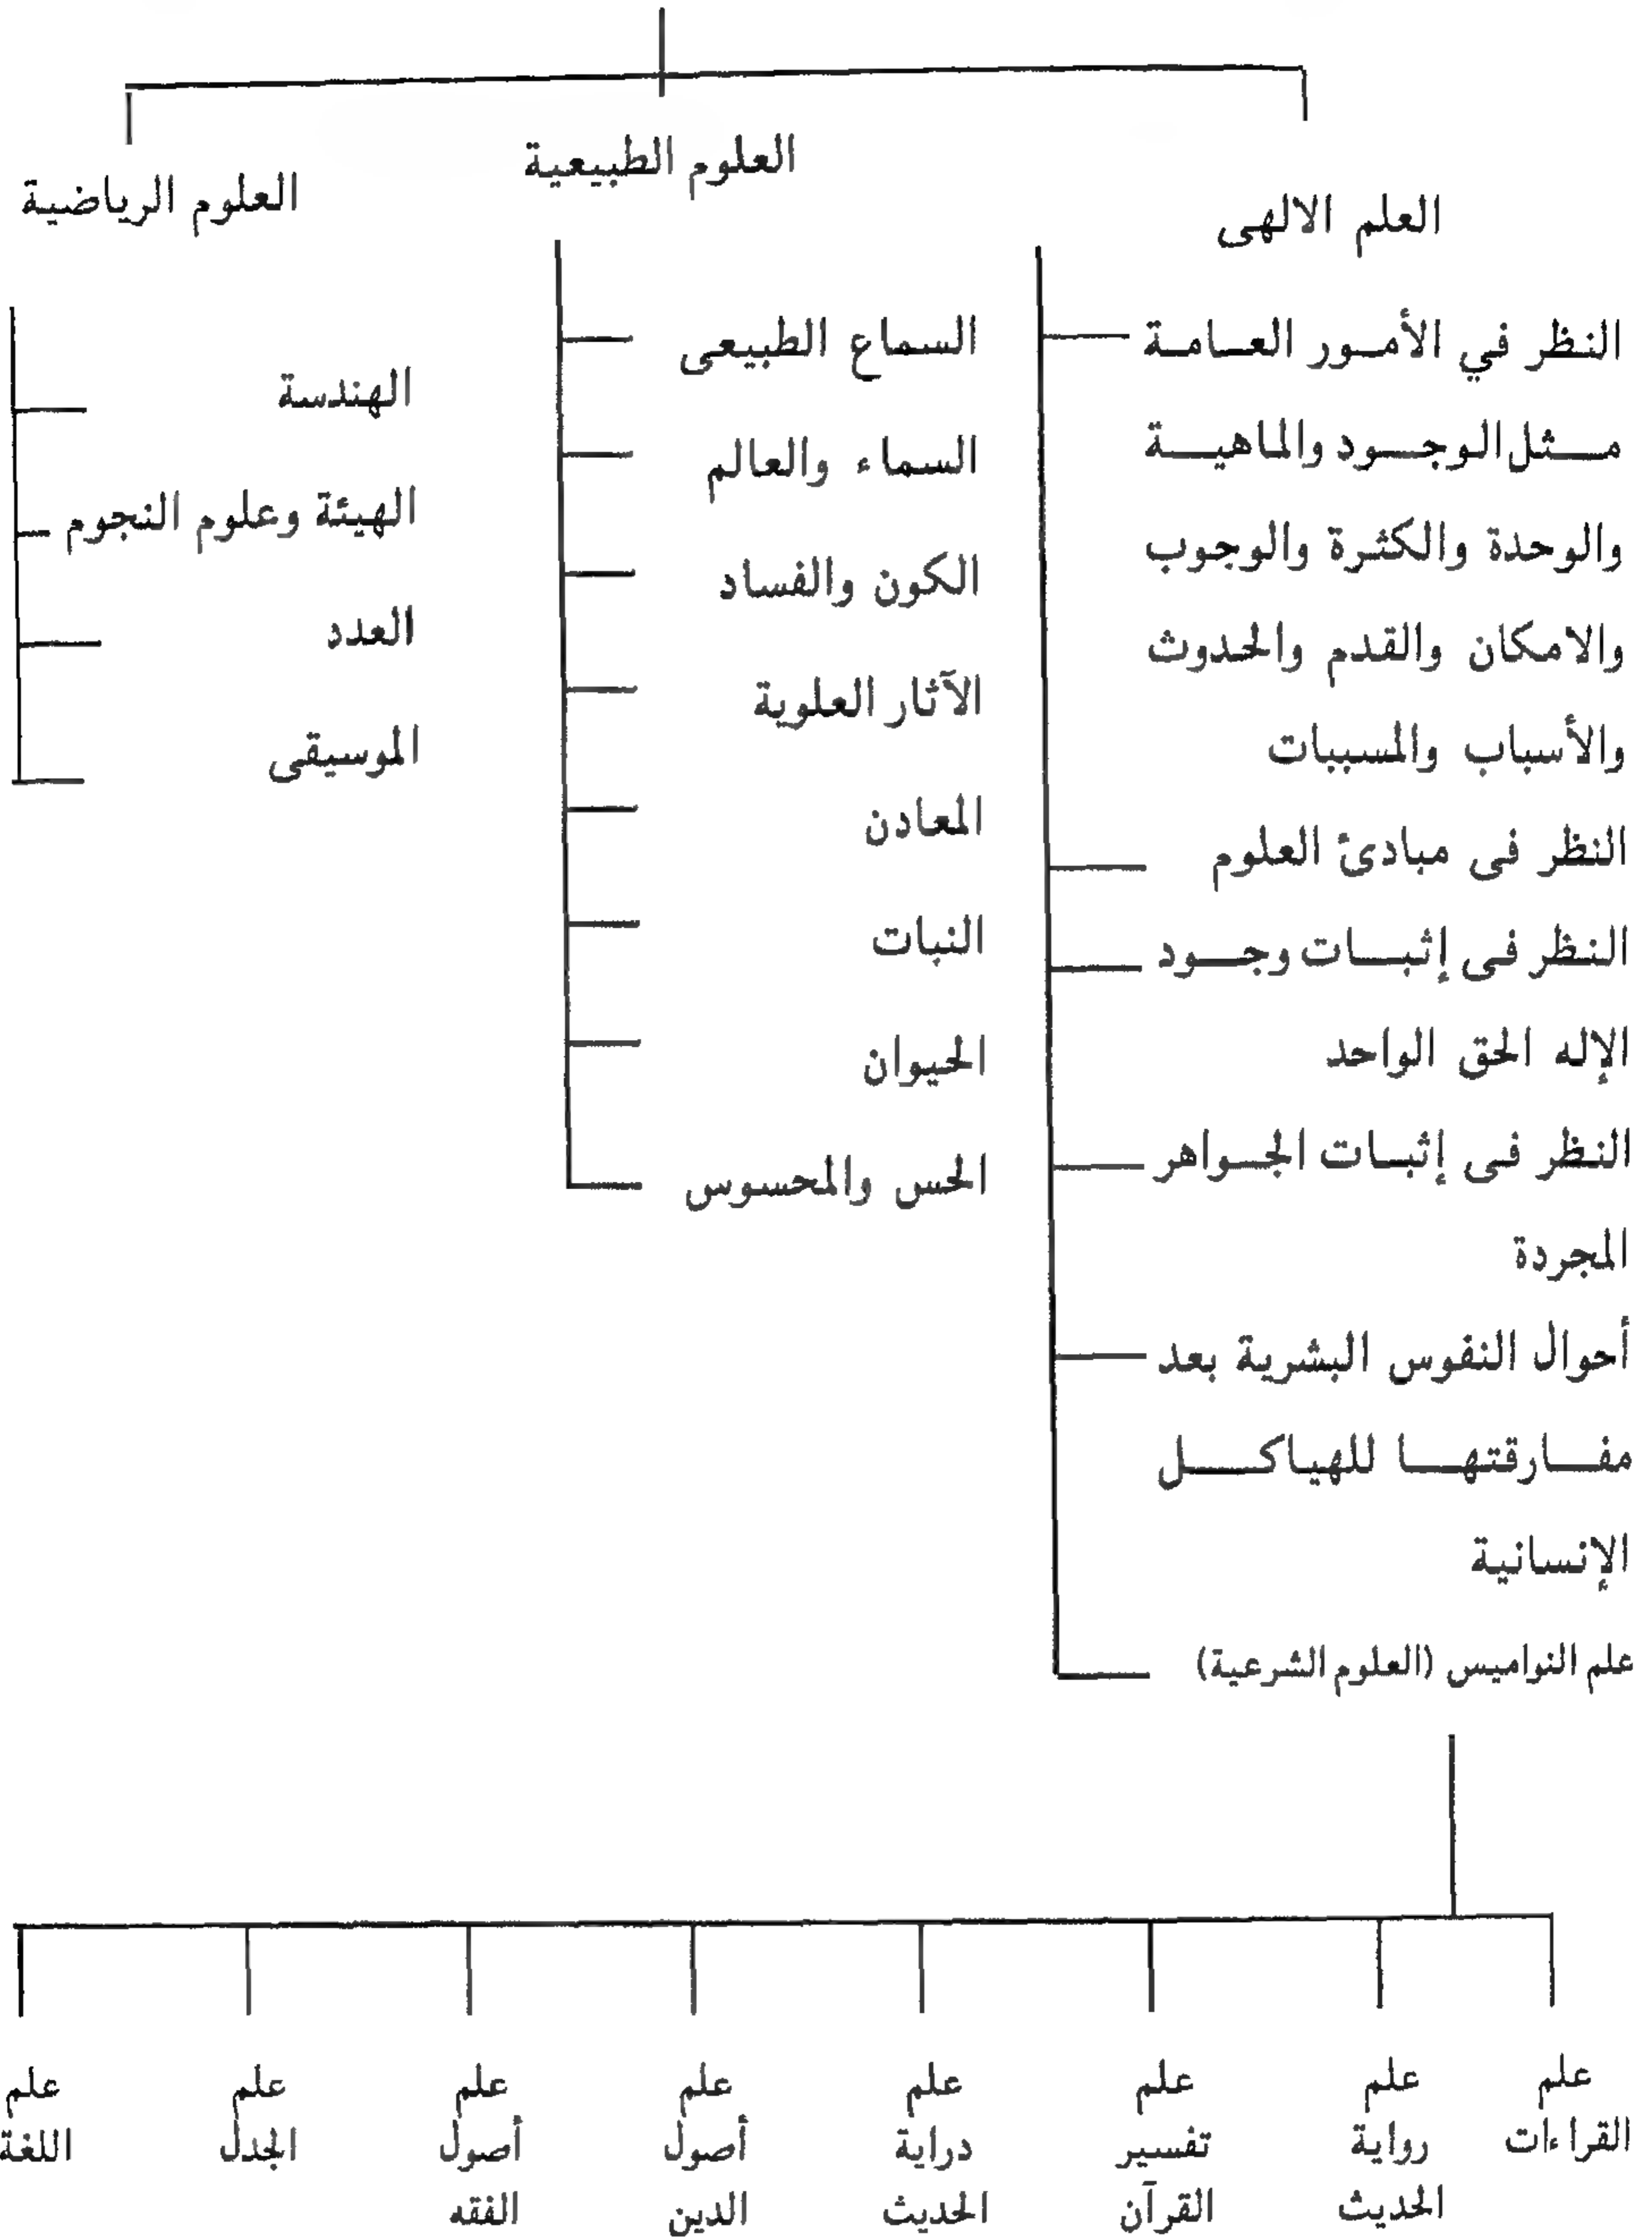 العلم الالهى
النظر في الأمور العامة
مثل الوجود والماهية
والوحدة والكثرة والوجوب
والامكان والقدم والحدوث
والأسباب والمسببات
النظر فى مبادئ العلوم
النظر فى إثبات وجود
الإله الحق الواحد
النظر فى إثبات الجواهر
المجردة
أحوال النفوس البشرية بعد
مفارقتها للهياكل
الإنسانية
علم النواميس (العلوم الشرعية)
العلوم الطبيعية
السماع الطبيعى
السماء والعالم
الكون والفساد
الآثار العلوية
المعادن
النبات
الحيوان
الحس والمحسوس
العلوم الرياضية
الهندسة
الهيئة وعلوم النجوم
العدد
الموسيقى
علم
القراءات
علم
رواية
الحديث
علم
تفسير
القرآن
علم
دراية
الحديث
علم
أصول
الدين
علم
أصول
الفقه
علم
الجدل
علم
اللغة